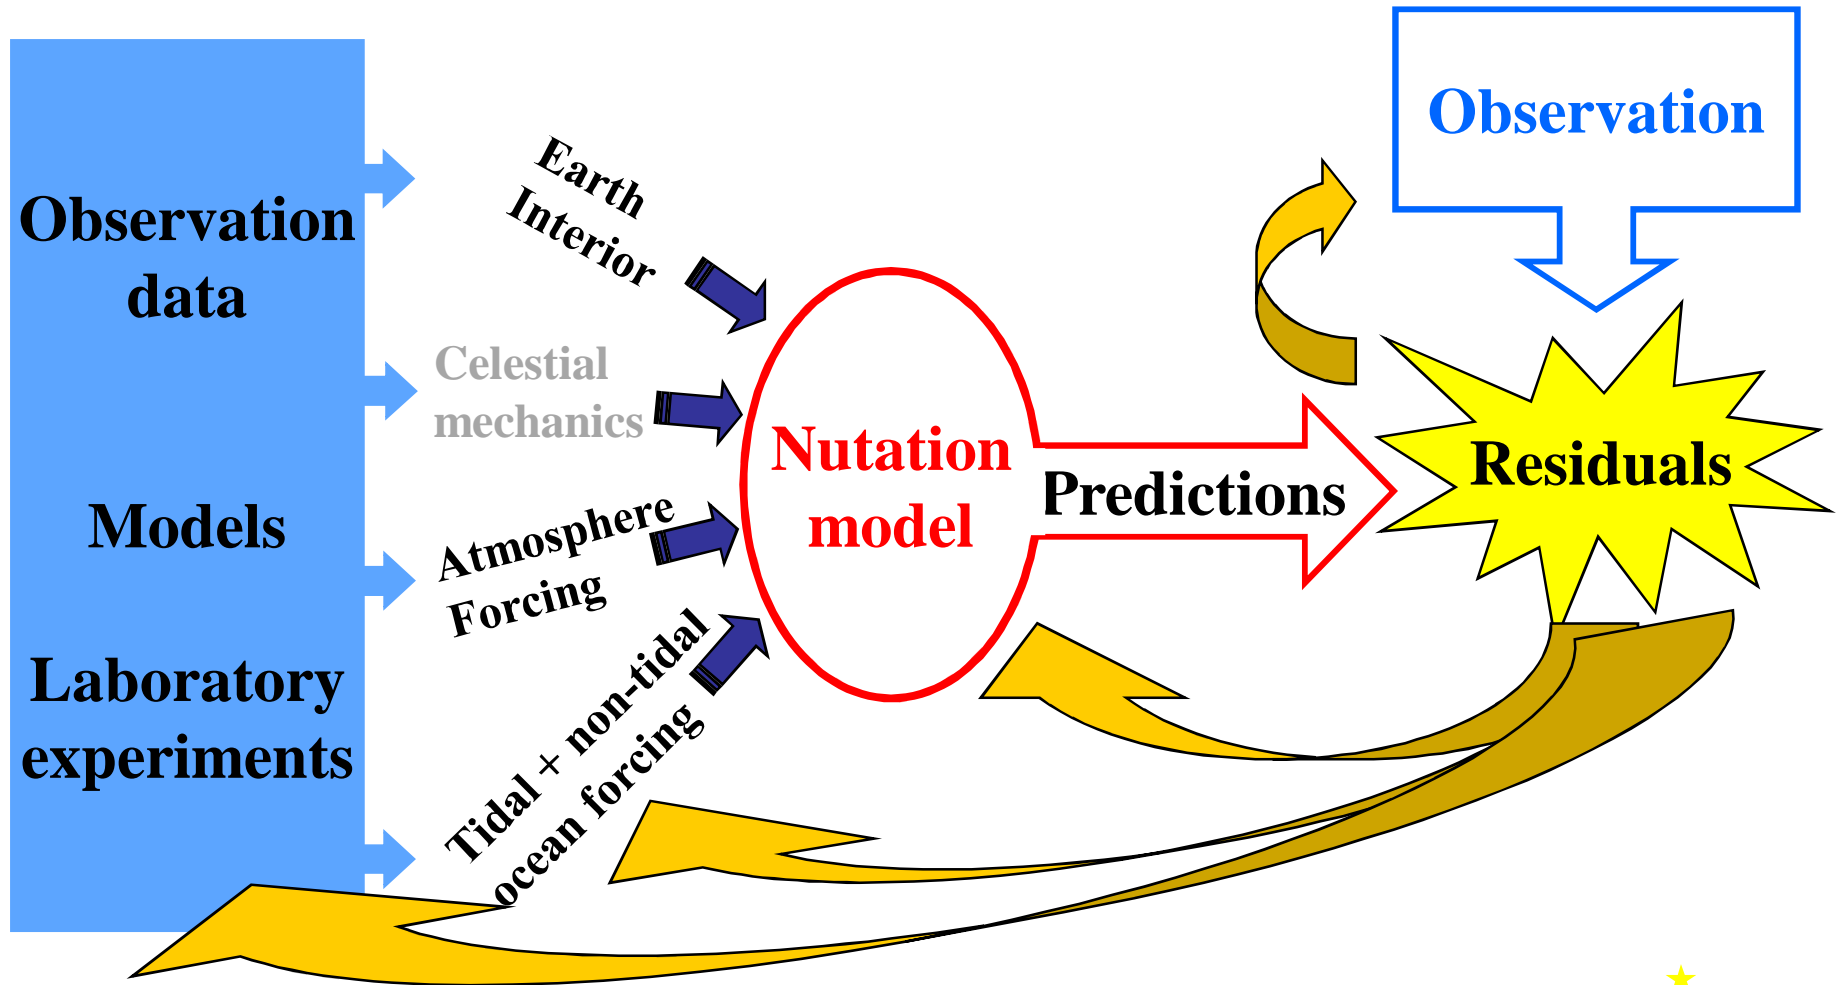 Observation
data
Models
Laboratory
experiments
Earth
Interior
Celestial
mechanics
Atmosphere
Forcing
Tidal + non-tidal
ocean forcing
Nutation
model
Predictions
Observation
Residuals